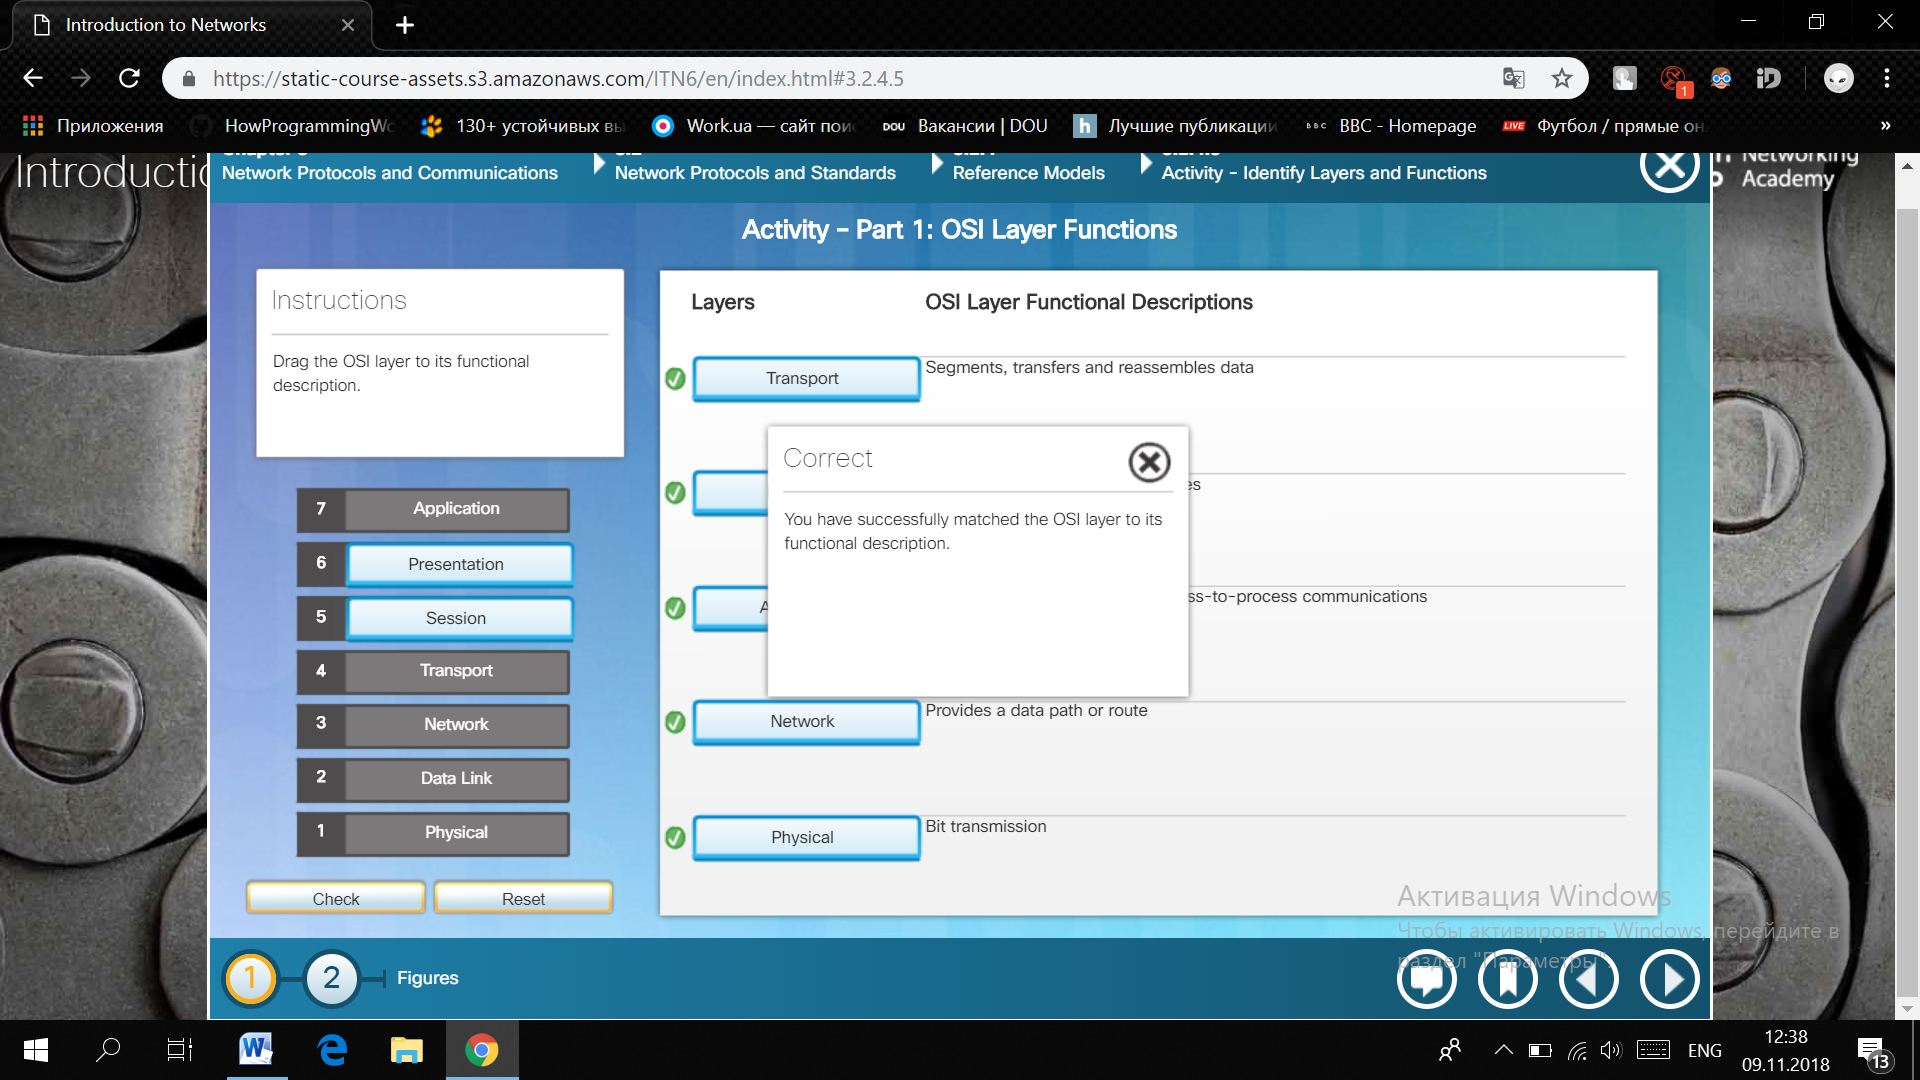 Introduction to Networks
https://static-course-assets.s3.amazonaws.com/ITN6/en/index.html#3.2.4.5
1
Приложения
HowProgrammingWo
130+ устойчивых вы
Work.ua — сайт пои
DOU Вакансии | DOU
h Лучшие публикации
BBC BBC - Homepage
LIVE Футбол / прямые он
»
Introductic
Network Protocols and Communications
Network Protocols and Standards
Reference Models
Activity - Identify Layers and Functions
Networking
Academy
Activity - Part 1: OSI Layer Functions
Instructions
Drag the OSI layer to its functional
description.
7 Application
6 Presentation
5 Session
4 Transport
3 Network
2 Data Link
1 Physical
Check
Reset
Layers
OSI Layer Functional Descriptions
Transport
Segments, transfers and reassembles data
es
A
ss-to-process communications
Network
Provides a data path or route
Physical
Bit transmission
Correct
You have successfully matched the OSI layer to its
functional description.
Активация Windows
Чтобы активировать Windows, перейдите в
раздел "Параметры".
1
2
Figures
ENG
12:38
09.11.2018
13